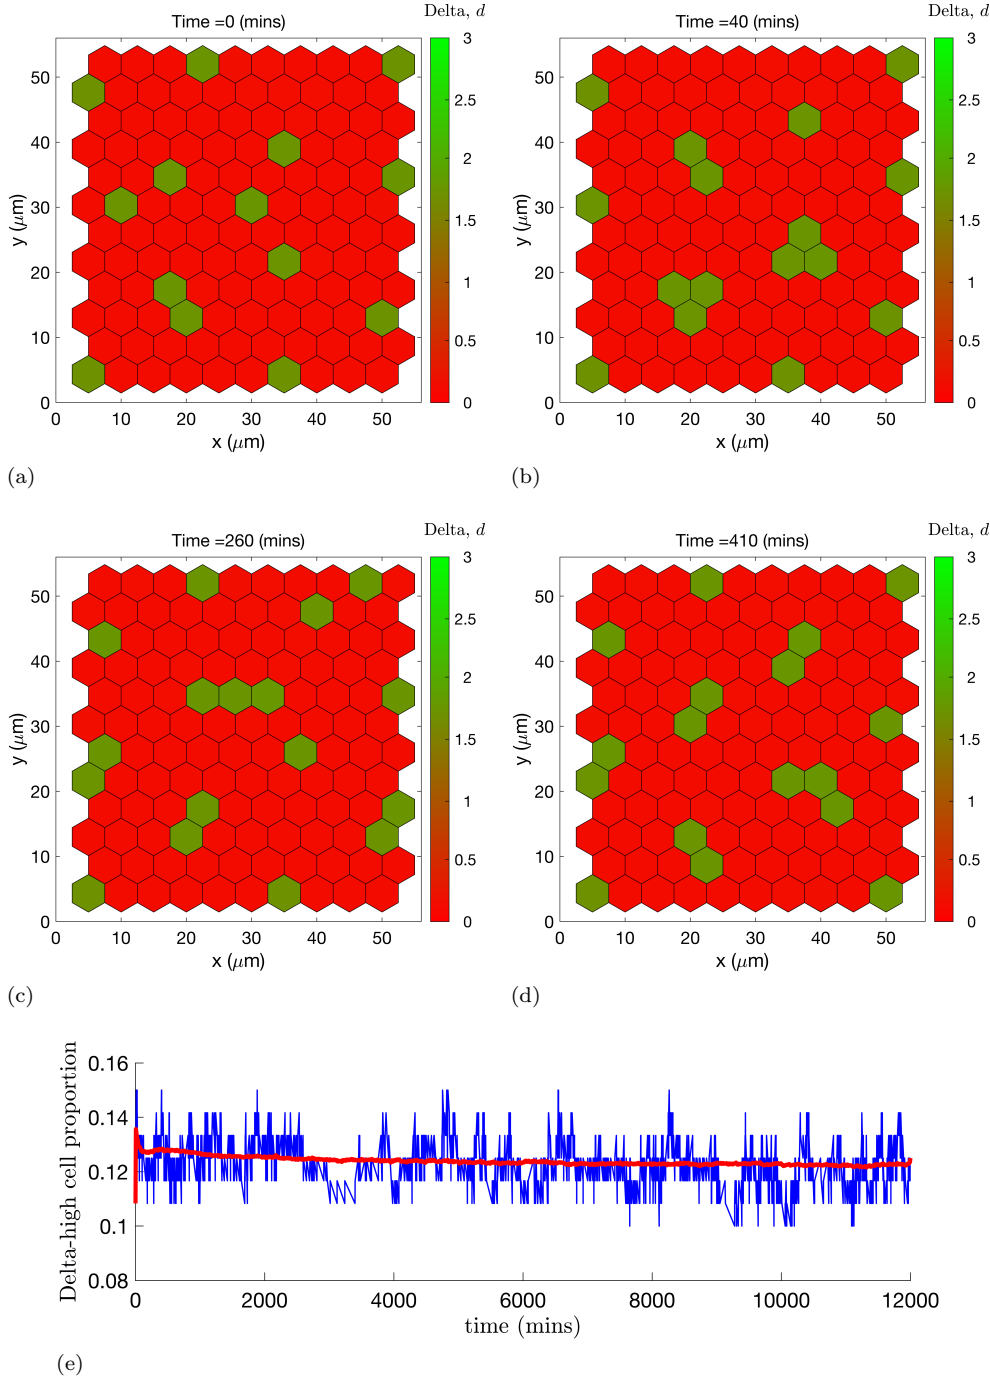 Delta, d
Time =0 (mins)
3
2.5
2
1.5
1
0.5
0
50
40
30
20
10
0
y (μm)
0 10 20 30 40 50
x (μm)
(a)
Delta, d
Time =40 (mins)
3
2.5
2
1.5
1
0.5
0
50
40
30
20
10
0
y (μm)
0 10 20 30 40 50
x (μm)
(b)
Delta, d
Time =260 (mins)
3
2.5
2
1.5
1
0.5
0
50
40
30
20
10
0
y (μm)
0 10 20 30 40 50
x (μm)
(c)
Delta, d
Time =410 (mins)
3
2.5
2
1.5
1
0.5
0
50
40
30
20
10
0
y (μm)
0 10 20 30 40 50
x (μm)
(d)
Delta-high cell proportion
0.16
0.14
0.12
0.1
0.08
0 2000 4000 6000 8000 10000 12000
time (mins)
(e)